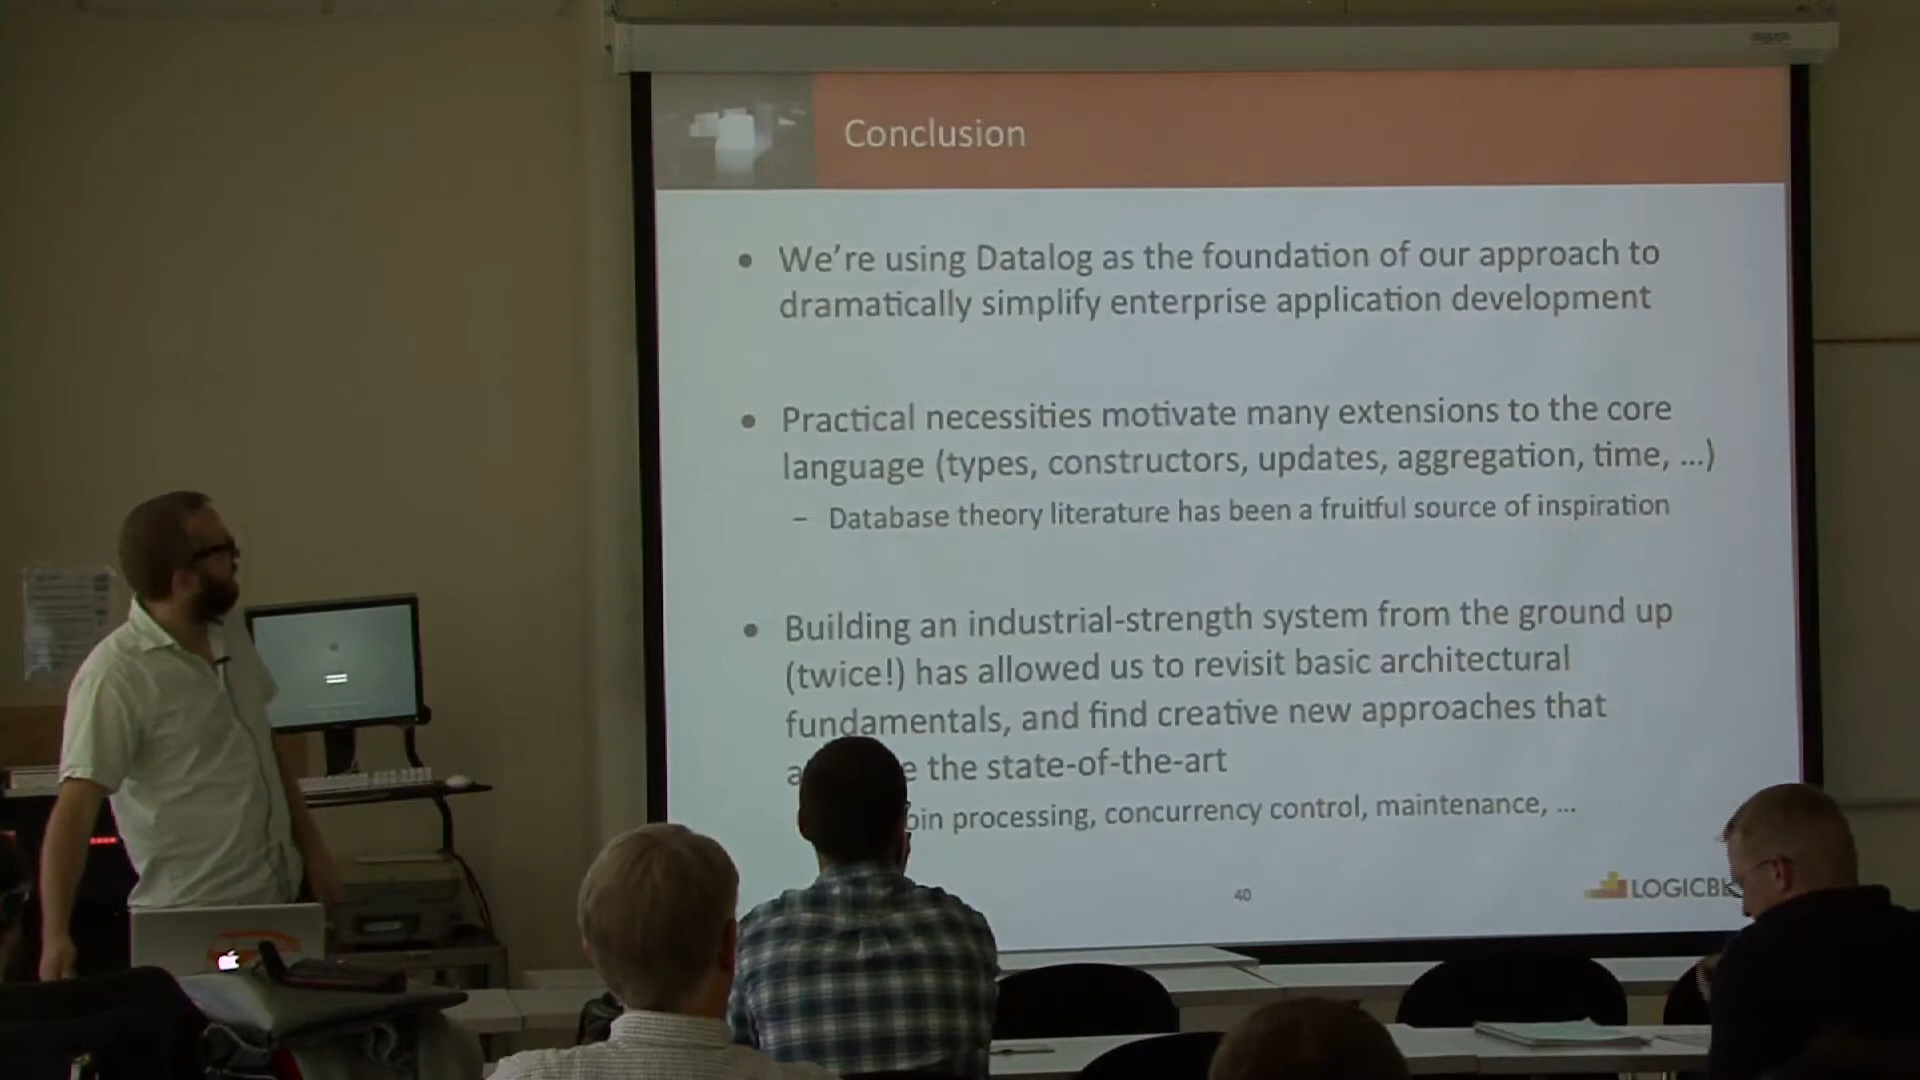 Conclusion
• We're using Datalog as the foundation of our approach to
dramatically simplify enterprise application development
• Practical necessities motivate many extensions to the core
language (types, constructors, updates, aggregation, time, ...)
– Database theory literature has been a fruitful source of inspiration
• Building an industrial-strength system from the ground up
(twice!) has allowed us to revisit basic architectural
fundamentals, and find creative new approaches that
the state-of-the-art
processing, concurrency control, maintenance, ...
40
LOGICBL